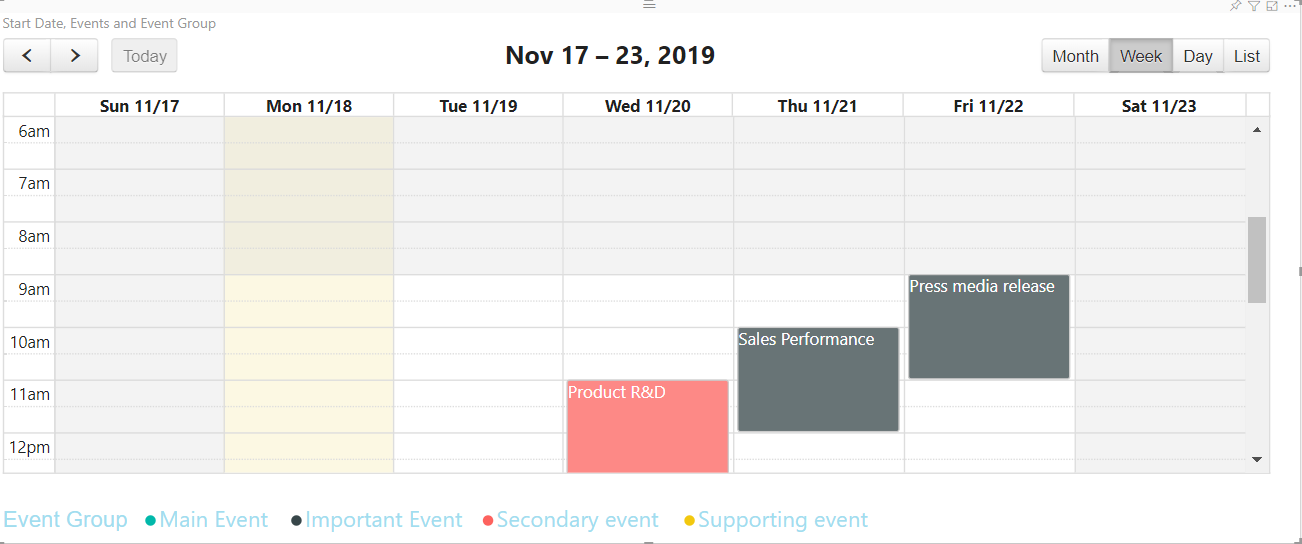 Start Date, Events and Event Group
Today
Nov 17 – 23, 2019
Month Week Day List
Sun 11/17 Mon 11/18 Tue 11/19 Wed 11/20 Thu 11/21 Fri 11/22 Sat 11/23
6am
7am
8am
9am
Press media release
10am
Sales Performance
11am
Product R&D
12pm
Event Group Main Event Important Event Secondary event Supporting event